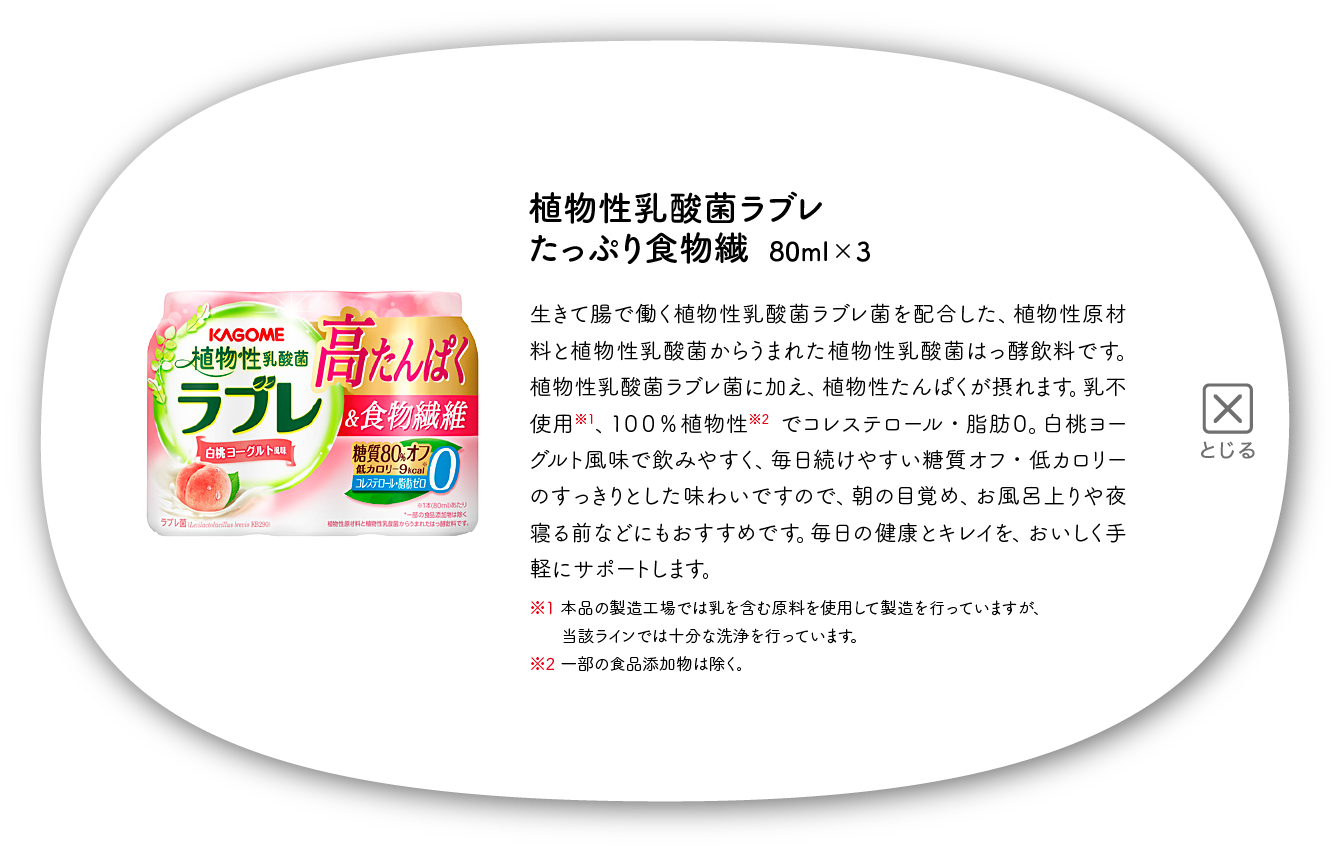 植物性乳酸菌ラブレ
たっぷり食物繊 80ml×3
生きて腸で働く植物性乳酸菌ラブレ菌を配合した、植物性原材
料と植物性乳酸菌からうまれた植物性乳酸菌はっ酵飲料です。
植物性乳酸菌ラブレ菌に加え、植物性たんぱくが摂れます。乳不
使用※1、100%植物性※2 でコレステロール・脂肪0。白桃ヨー
グルト風味で飲みやすく、毎日続けやすい糖質オフ・低カロリー
のすっきりとした味わいですので、朝の目覚め、お風呂上りや夜
寝る前などにもおすすめです。毎日の健康とキレイを、おいしく手
軽にサポートします。
※1 本品の製造工場では乳を含む原料を使用して製造を行っていますが、
当該ラインでは十分な洗浄を行っています。
※2 一部の食品添加物は除く。
KAGOME
植物性乳酸菌
ラブレ
白桃ヨーグルト風味
高たんぱく
&食物繊維
糖質80%オフ
低カロリー9kcal
コレステロール・脂肪ゼロ
0
※1本(80ml)あたり
*一部の食品添加物は除く
植物性原材料と植物性乳酸菌からうまれたはっ酵飲料です。
ラブレ菌(Levilactobacillus brevis KB290)
とじる